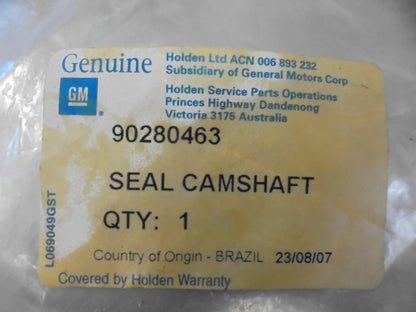 Genuine
GM
Holden Ltd ACN 006 893 232
Subsidiary of General Motors Corp
Holden Service Parts Operations
Princes Highway Dandenong
Victoria 3175 Australia
90280463
SEAL CAMSHAFT
QTY: 1
Country of Origin - BRAZIL 23/08/07
Covered by Holden Warranty
L069049GST